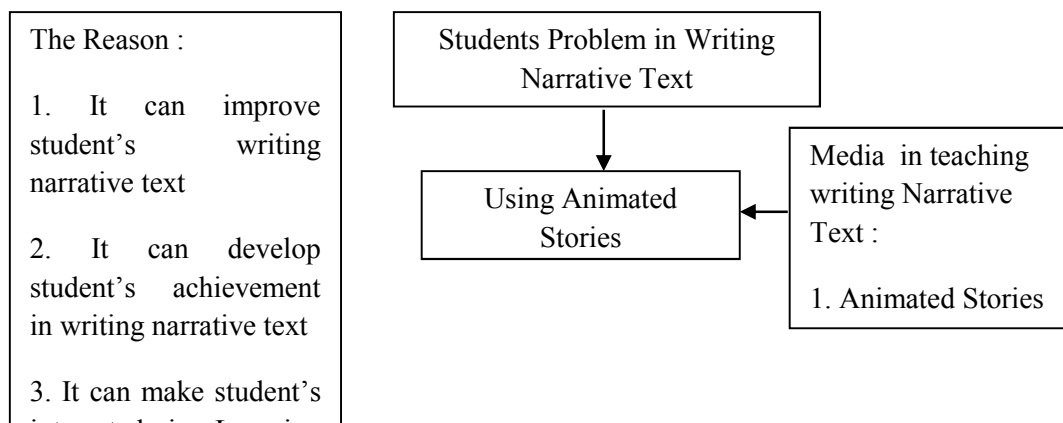 The Reason :
1. It can improve
student's writing
narrative text
2. It can develop
student's achievement
in writing narrative text
3. It can make student's
Students Problem in Writing
Narrative Text
Using Animated
Stories
Media in teaching
writing Narrative
Text :
1. Animated Stories